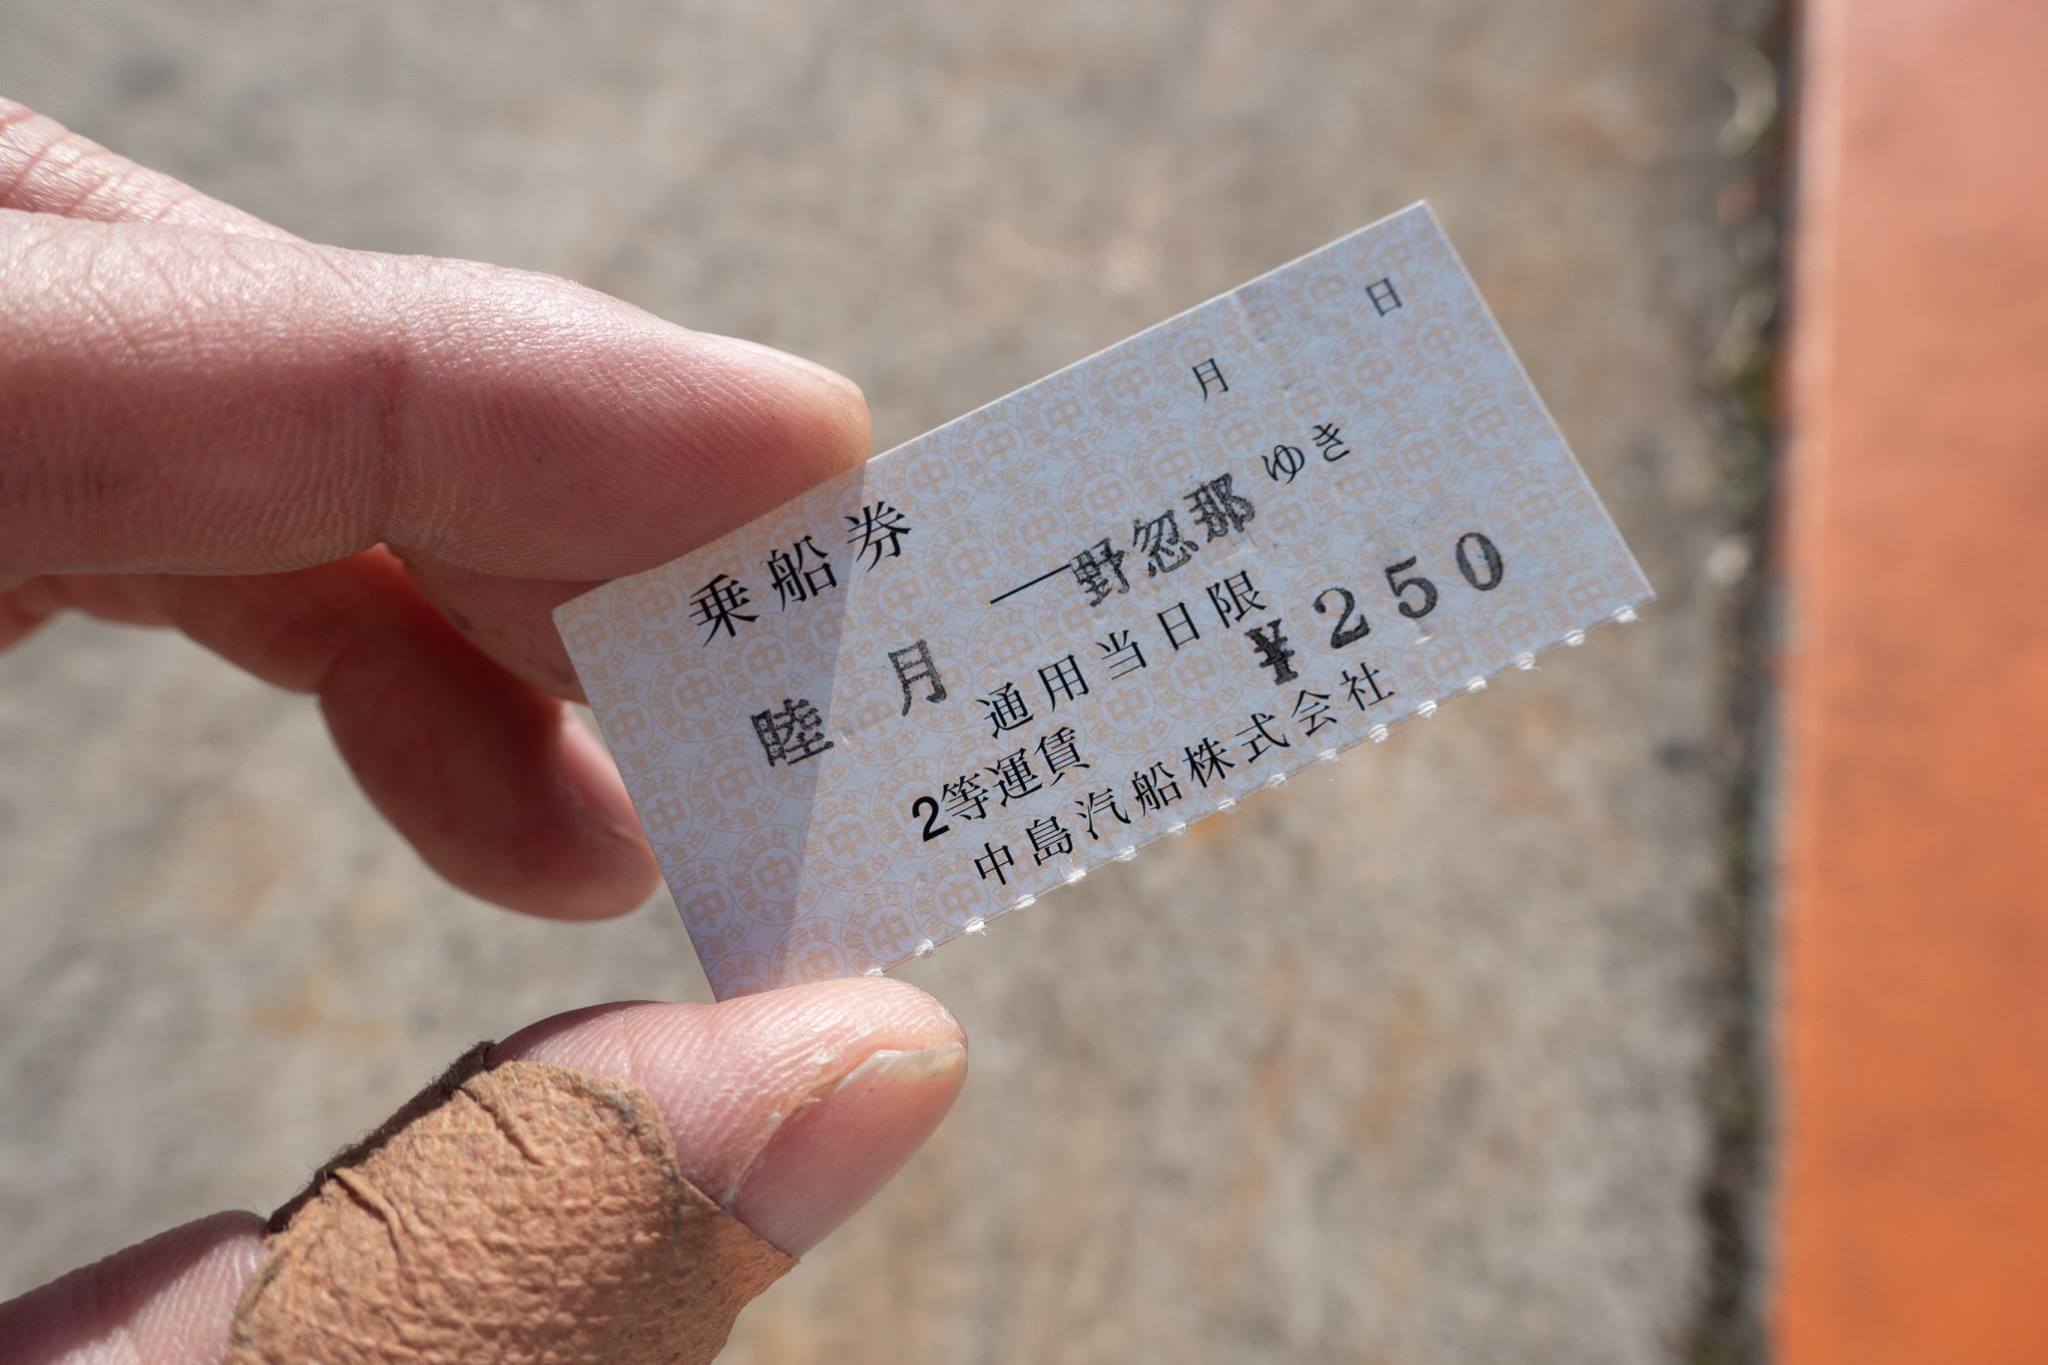 月 日
乗船券
睦月 ― 野忽那 ゆき
通用当日限
2等運賃 ¥250
中島汽船株式会社